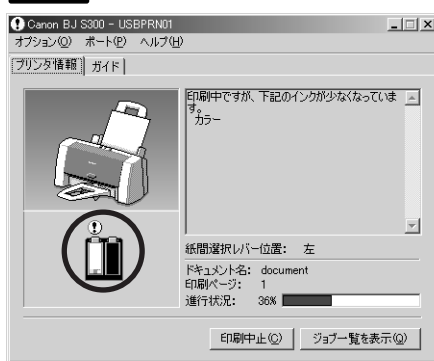 Canon BJ S300 - USBPRN01
オプション(O) ポート(P) ヘルプ(H)
プリンタ情報 ガイド
印刷中ですが、下記のインクが少なくなっていま
す。
カラー
紙間選択レバー位置: 左
ドキュメント名: document
印刷ページ: 1
進行状況: 36%
印刷中止(C) ジョブ一覧を表示(Q)